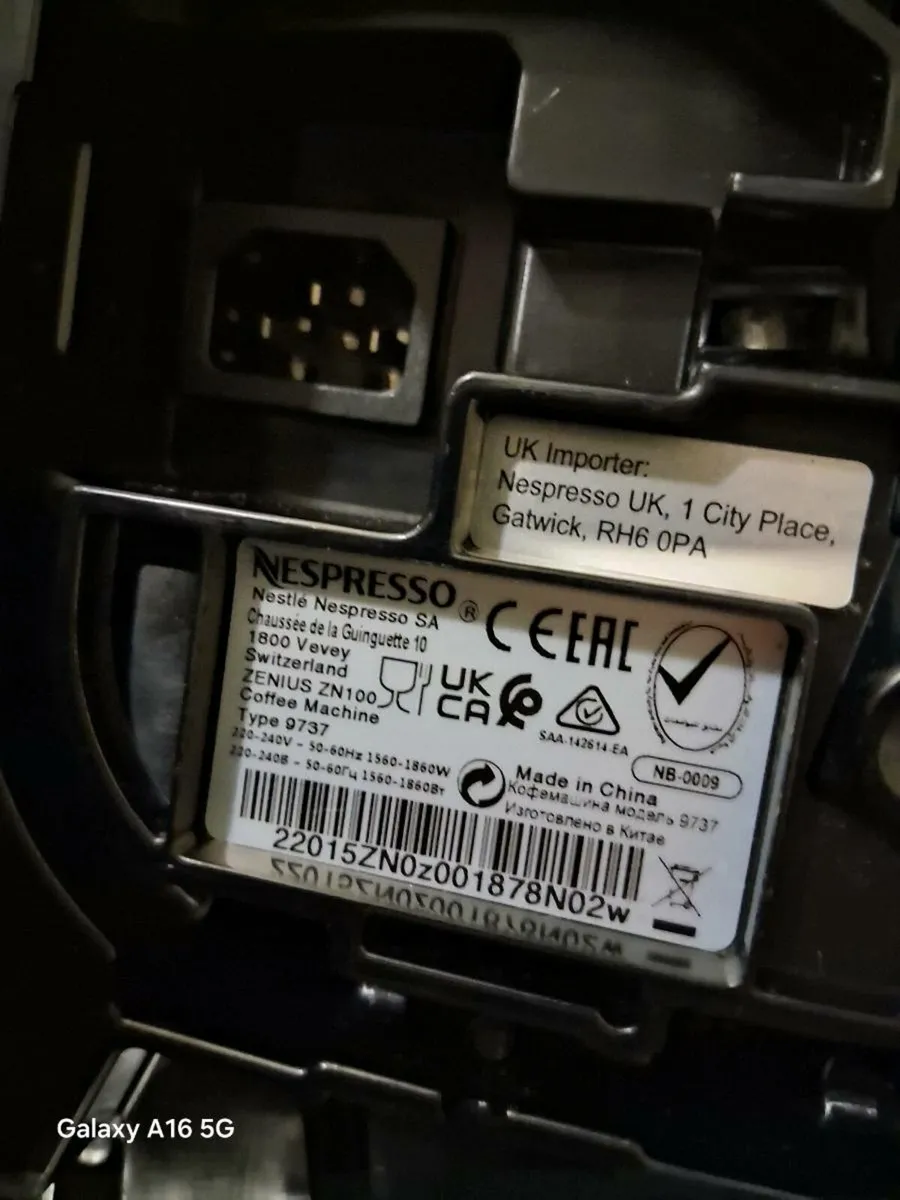 UK Importer:
Nespresso UK, 1 City Place,
Gatwick, RH6 0PA
NESPRESSO®
Nestlé Nespresso SA
Chaussée de la Guinguette 10
1800 Vevey
Switzerland
ZENIUS ZN100
Coffee Machine
Type 9737
220-240V ~ 50-60Hz 1560-1860W
220-240В ~ 50-60Гц 1560-1860Вт
CE EAC
UK
CA
SAA-142614-EA
NB-0009
Made in China
Кофемашина модель 9737
Изготовлено в Китае
22015ZN0z001878N02w
Galaxy A16 5G